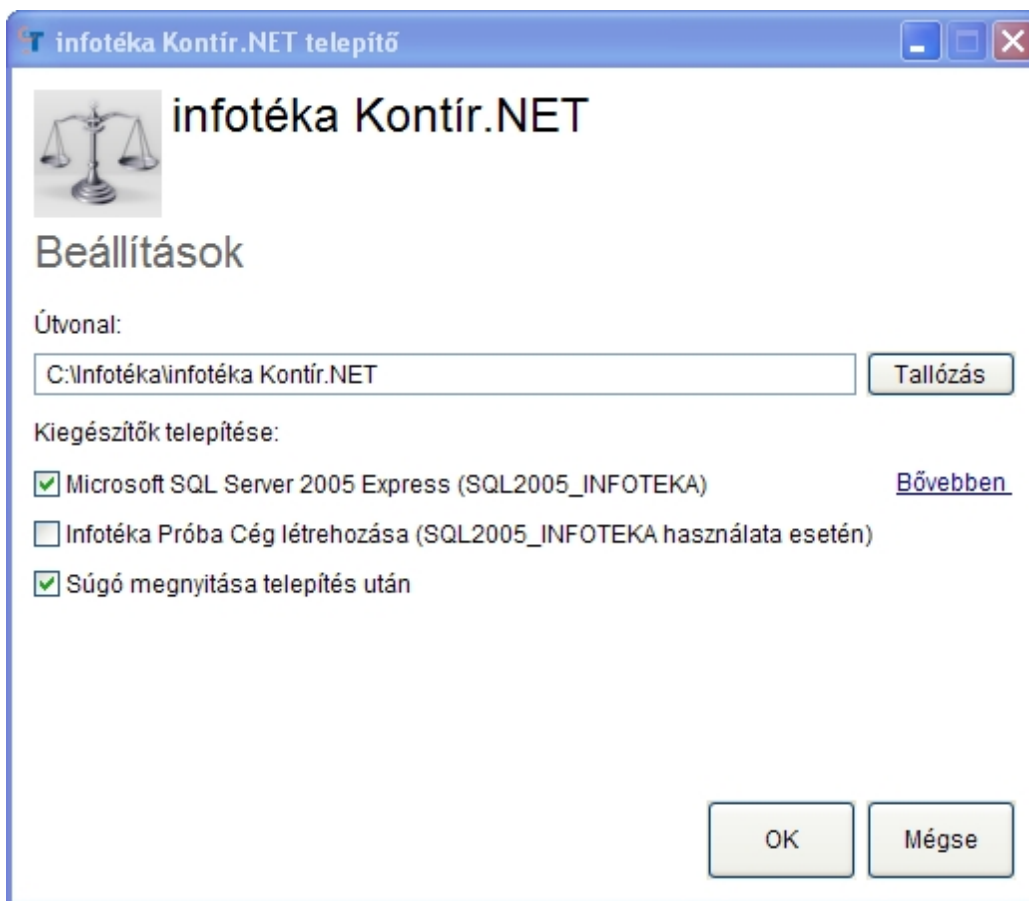 infotéka Kontír.NET telepítő
infotéka Kontír.NET
Beállítások
Útvonal:
C:\Infotéka\infotéka Kontír.NET
Tallózás
Kiegészítők telepítése:
Microsoft SQL Server 2005 Express (SQL2005_INFOTEKA)
Bővebben
Infotéka Próba Cég létrehozása (SQL2005_INFOTEKA használata esetén)
Súgó megnyitása telepítés után
OK
Mégse